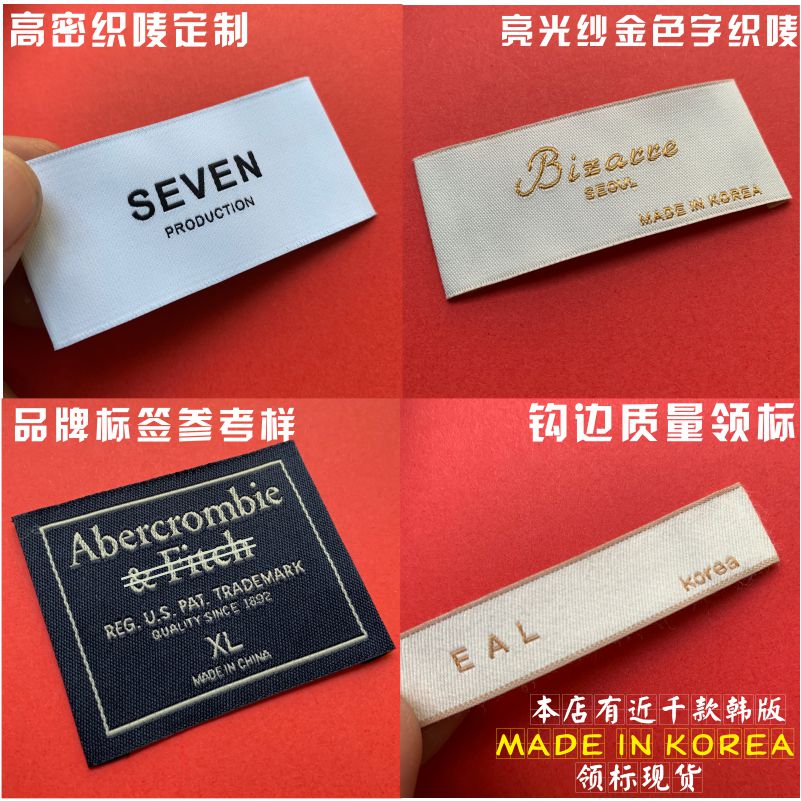 高密织唛定制
SEVEN
PRODUCTION
亮光纱金色字织唛
Bizarre
SEOUL
MADE IN KOREA
品牌标签参考样
Abercrombie
& Fitch
REG. U.S. PAT. TRADEMARK
QUALITY SINCE 1892
XL
MADE IN CHINA
钩边质量领标
EAL
korea
本店有近千款韩版
MADE IN KOREA
领标现货